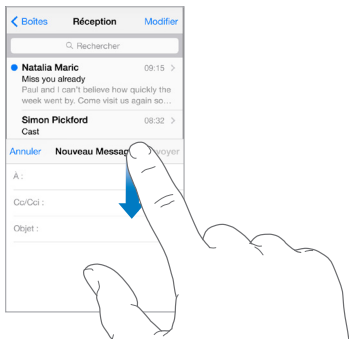 Boîtes Réception Modifier
Rechercher
Natalia Maric 09:15
Miss you already
Paul and I can't believe how quickly the
week went by. Come visit us again so...
Simon Pickford 08:32
Cast
Annuler Nouveau Messag voyer
À :
Cc/Cci :
Objet :